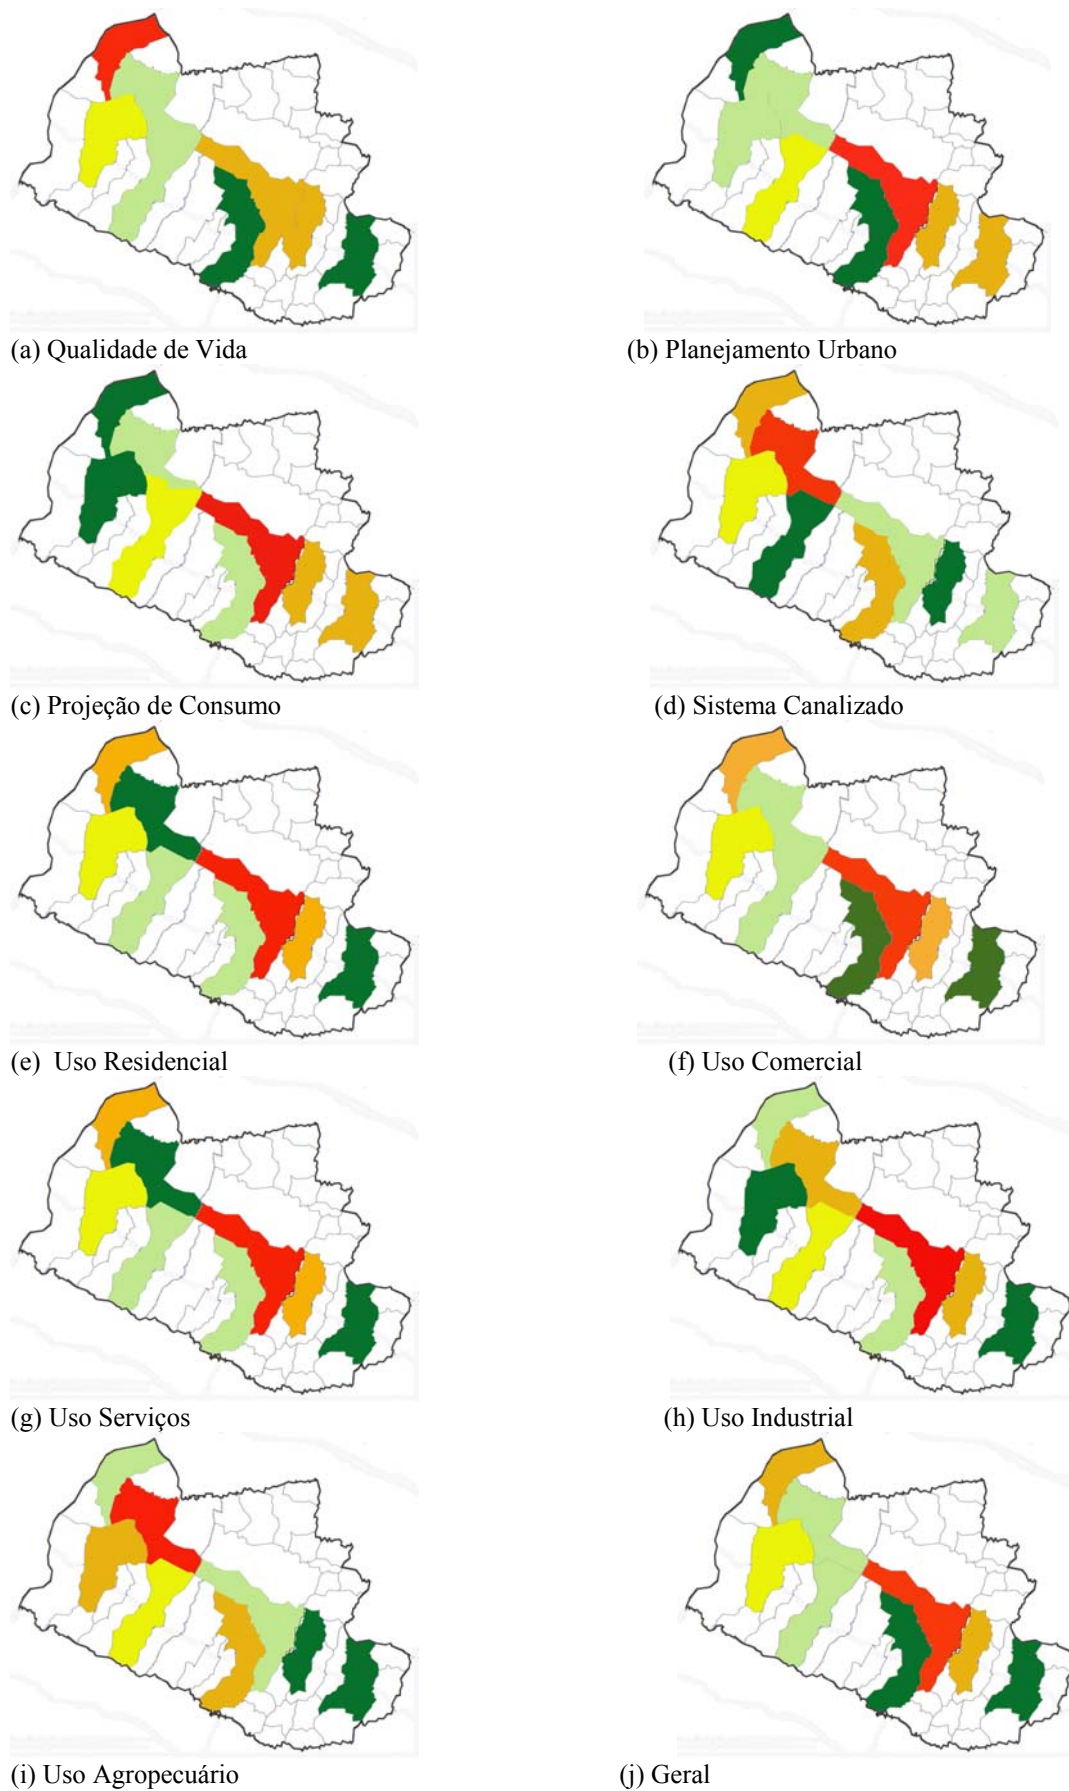 (a) Qualidade de Vida
(b) Planejamento Urbano
(c) Projeção de Consumo
(d) Sistema Canalizado
(e) Uso Residencial
(f) Uso Comercial
(g) Uso Serviços
(h) Uso Industrial
(i) Uso Agropecuário
(j) Geral